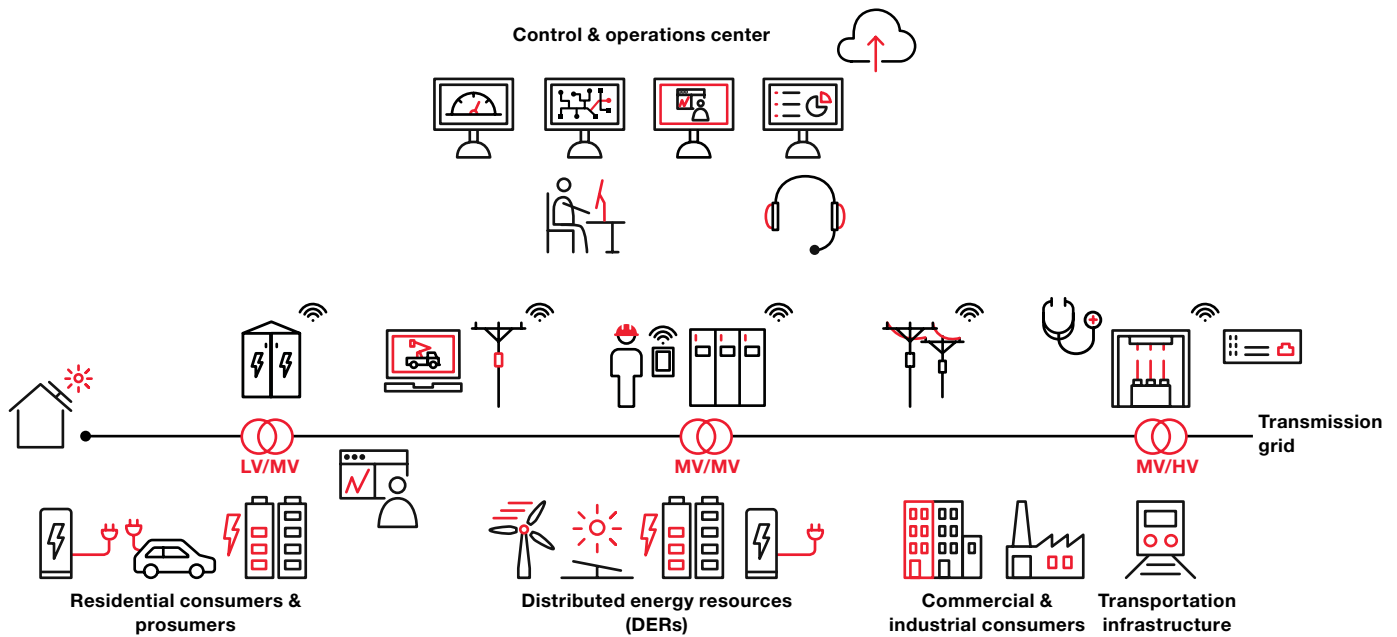 Control & operations center
Transmission
grid
LV/MV
MV/MV
MV/HV
Residential consumers &
prosumers
Distributed energy resources
(DERs)
Commercial &
industrial consumers
Transportation
infrastructure